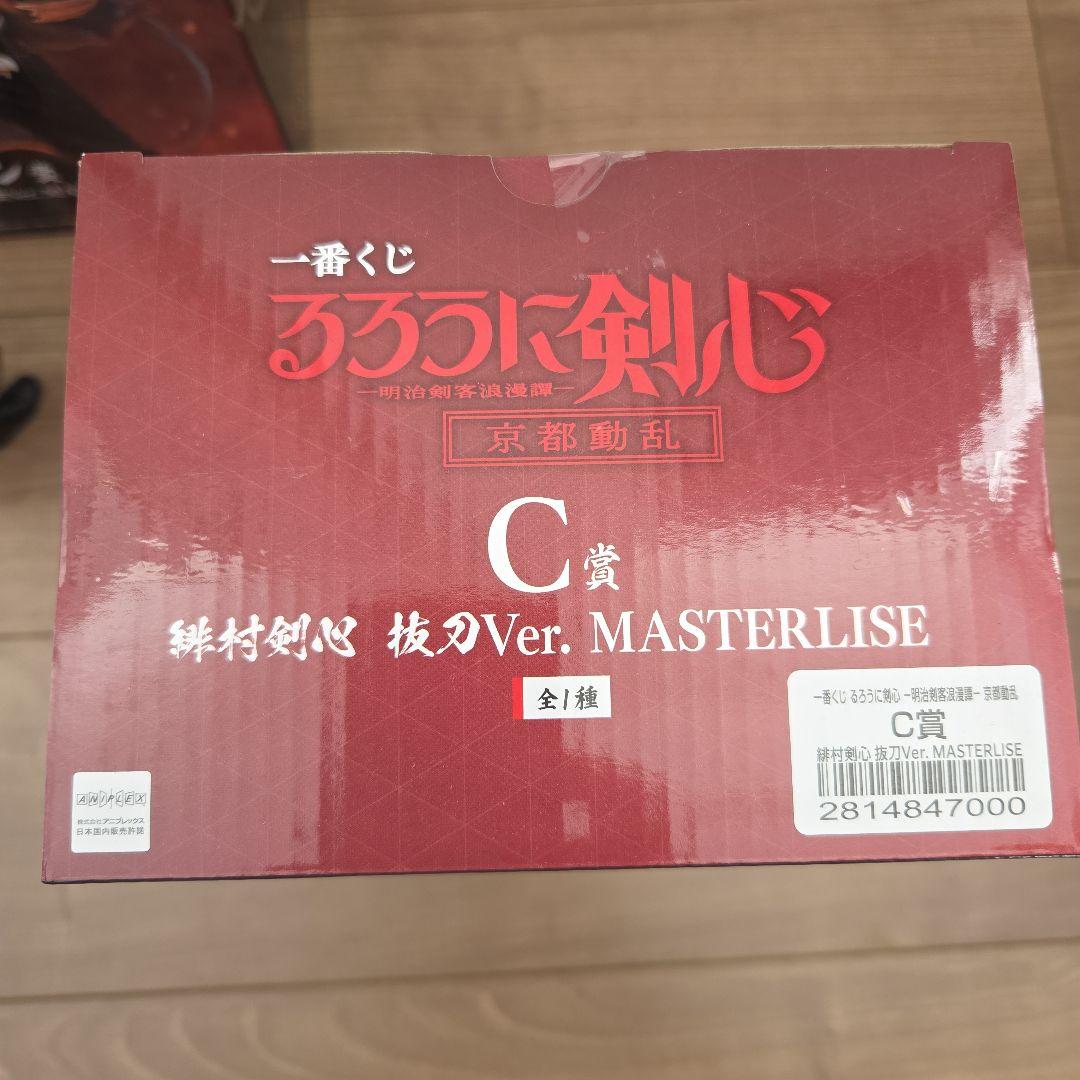 一番くじ
るろうに剣心
―明治剣客浪漫譚―
京都動乱
C賞
緋村剣心 抜刀Ver. MASTERLISE
全1種
一番くじ るろうに剣心 ー明治剣客浪漫譚ー 京都動乱
C賞
緋村剣心 抜刀Ver. MASTERLISE
2814847000
ANIPLEX
株式会社アニプレックス
日本国内販売許諾